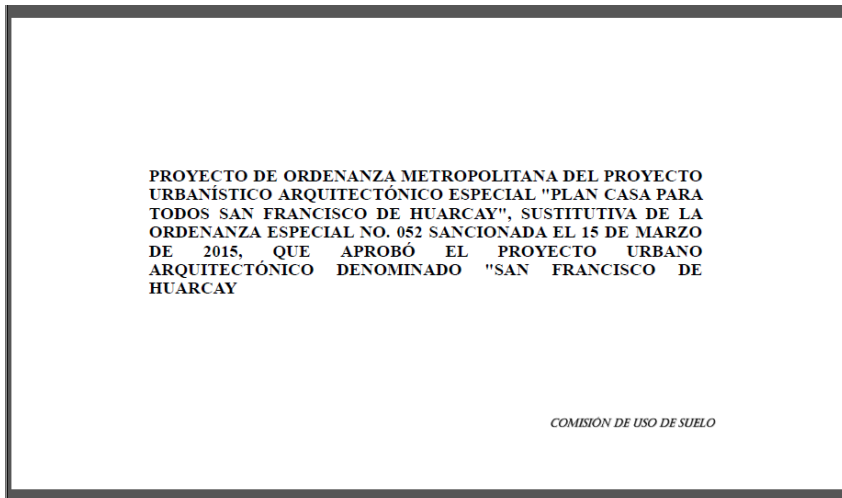 PROYECTO DE ORDENANZA METROPOLITANA DEL PROYECTO
URBANÍSTICO ARQUITECTÓNICO ESPECIAL "PLAN CASA PARA
TODOS SAN FRANCISCO DE HUARCAY", SUSTITUTIVA DE LA
ORDENANZA ESPECIAL NO. 052 SANCIONADA EL 15 DE MARZO
DE 2015, QUE APROBÓ EL PROYECTO URBANO
ARQUITECTÓNICO DENOMINADO "SAN FRANCISCO DE
HUARCAY
COMISIÓN DE USO DE SUELO